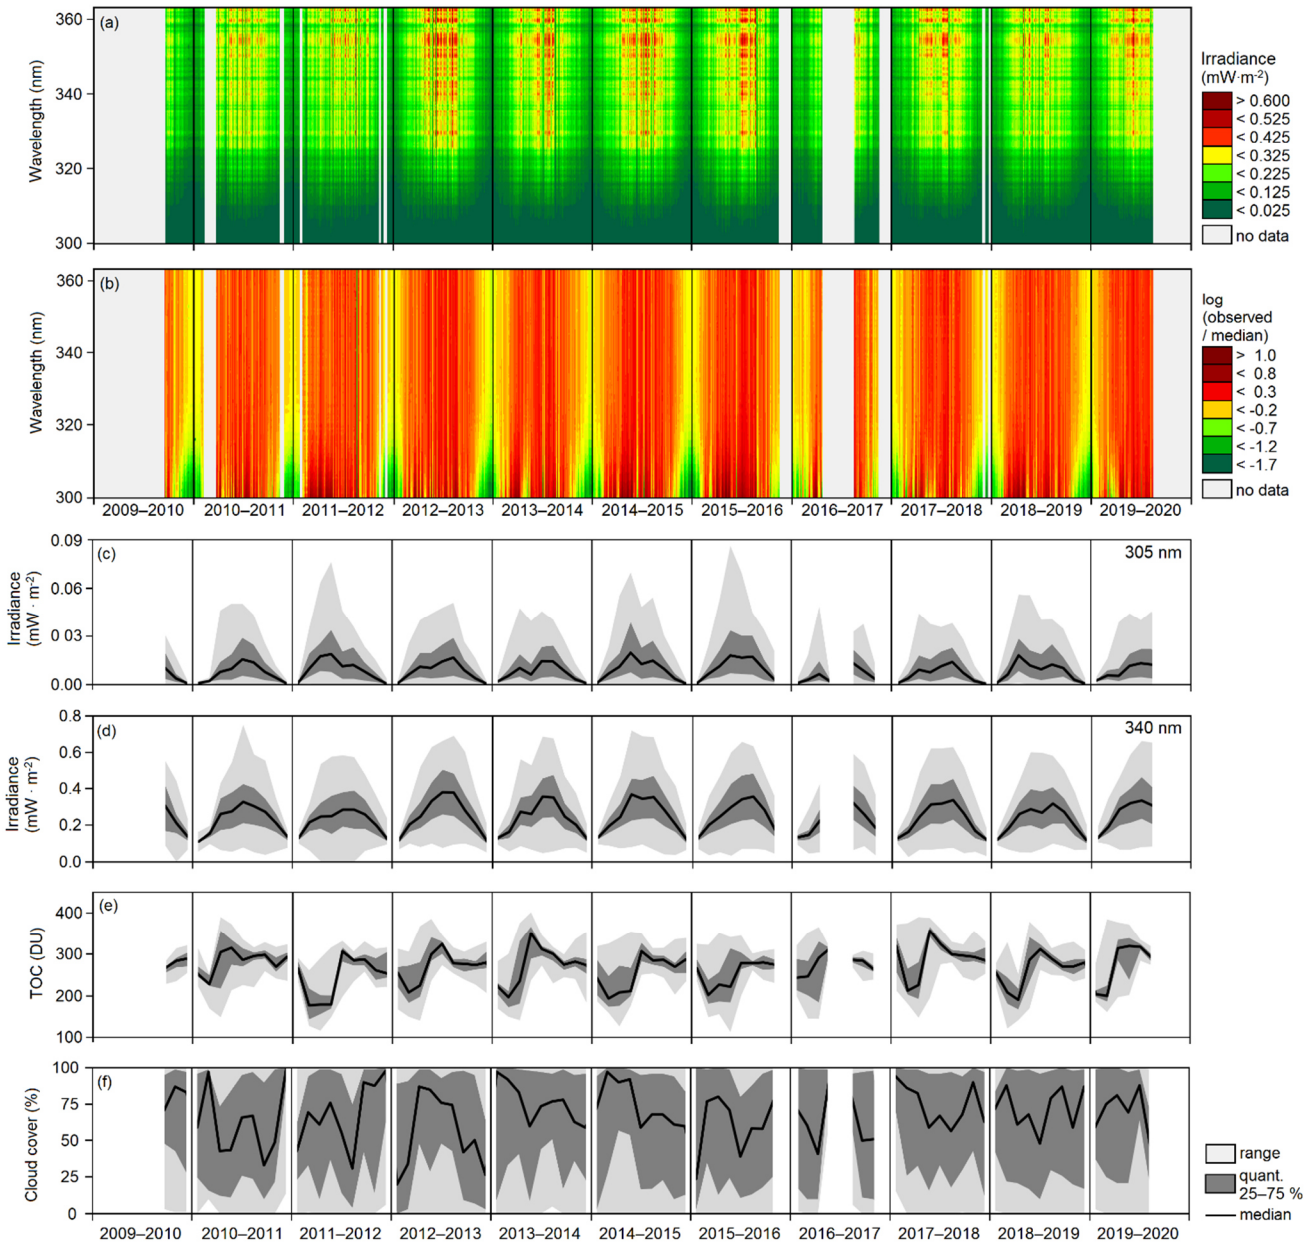 (a)
360
340
320
300
Wavelength (nm)
Irradiance
(mW·m-2)
> 0.600
< 0.525
< 0.425
< 0.325
< 0.225
< 0.125
< 0.025
no data
(b)
360
340
320
300
Wavelength (nm)
log
(observed
/ median)
> 1.0
< 0.8
< 0.3
< -0.2
< -0.7
< -1.2
< -1.7
no data
2009–2010 2010–2011 2011–2012 2012–2013 2013–2014 2014–2015 2015–2016 2016–2017 2017–2018 2018–2019 2019–2020
(c)
305 nm
0.09
0.06
0 03
0.00
Irradiance
(mW · m-2)
(d)
340 nm
0.8
0.6
0.4
0.2
0.0
Irradiance
(mW · m-2)
(e)
400
300
200
100
TOC (DU)
(f)
100
75
50
25
0
Cloud cover (%)
range
quant.
25–75 %
median
2009–2010 2010–2011 2011–2012 2012–2013 2013–2014 2014–2015 2015–2016 2016–2017 2017–2018 2018–2019 2019–2020